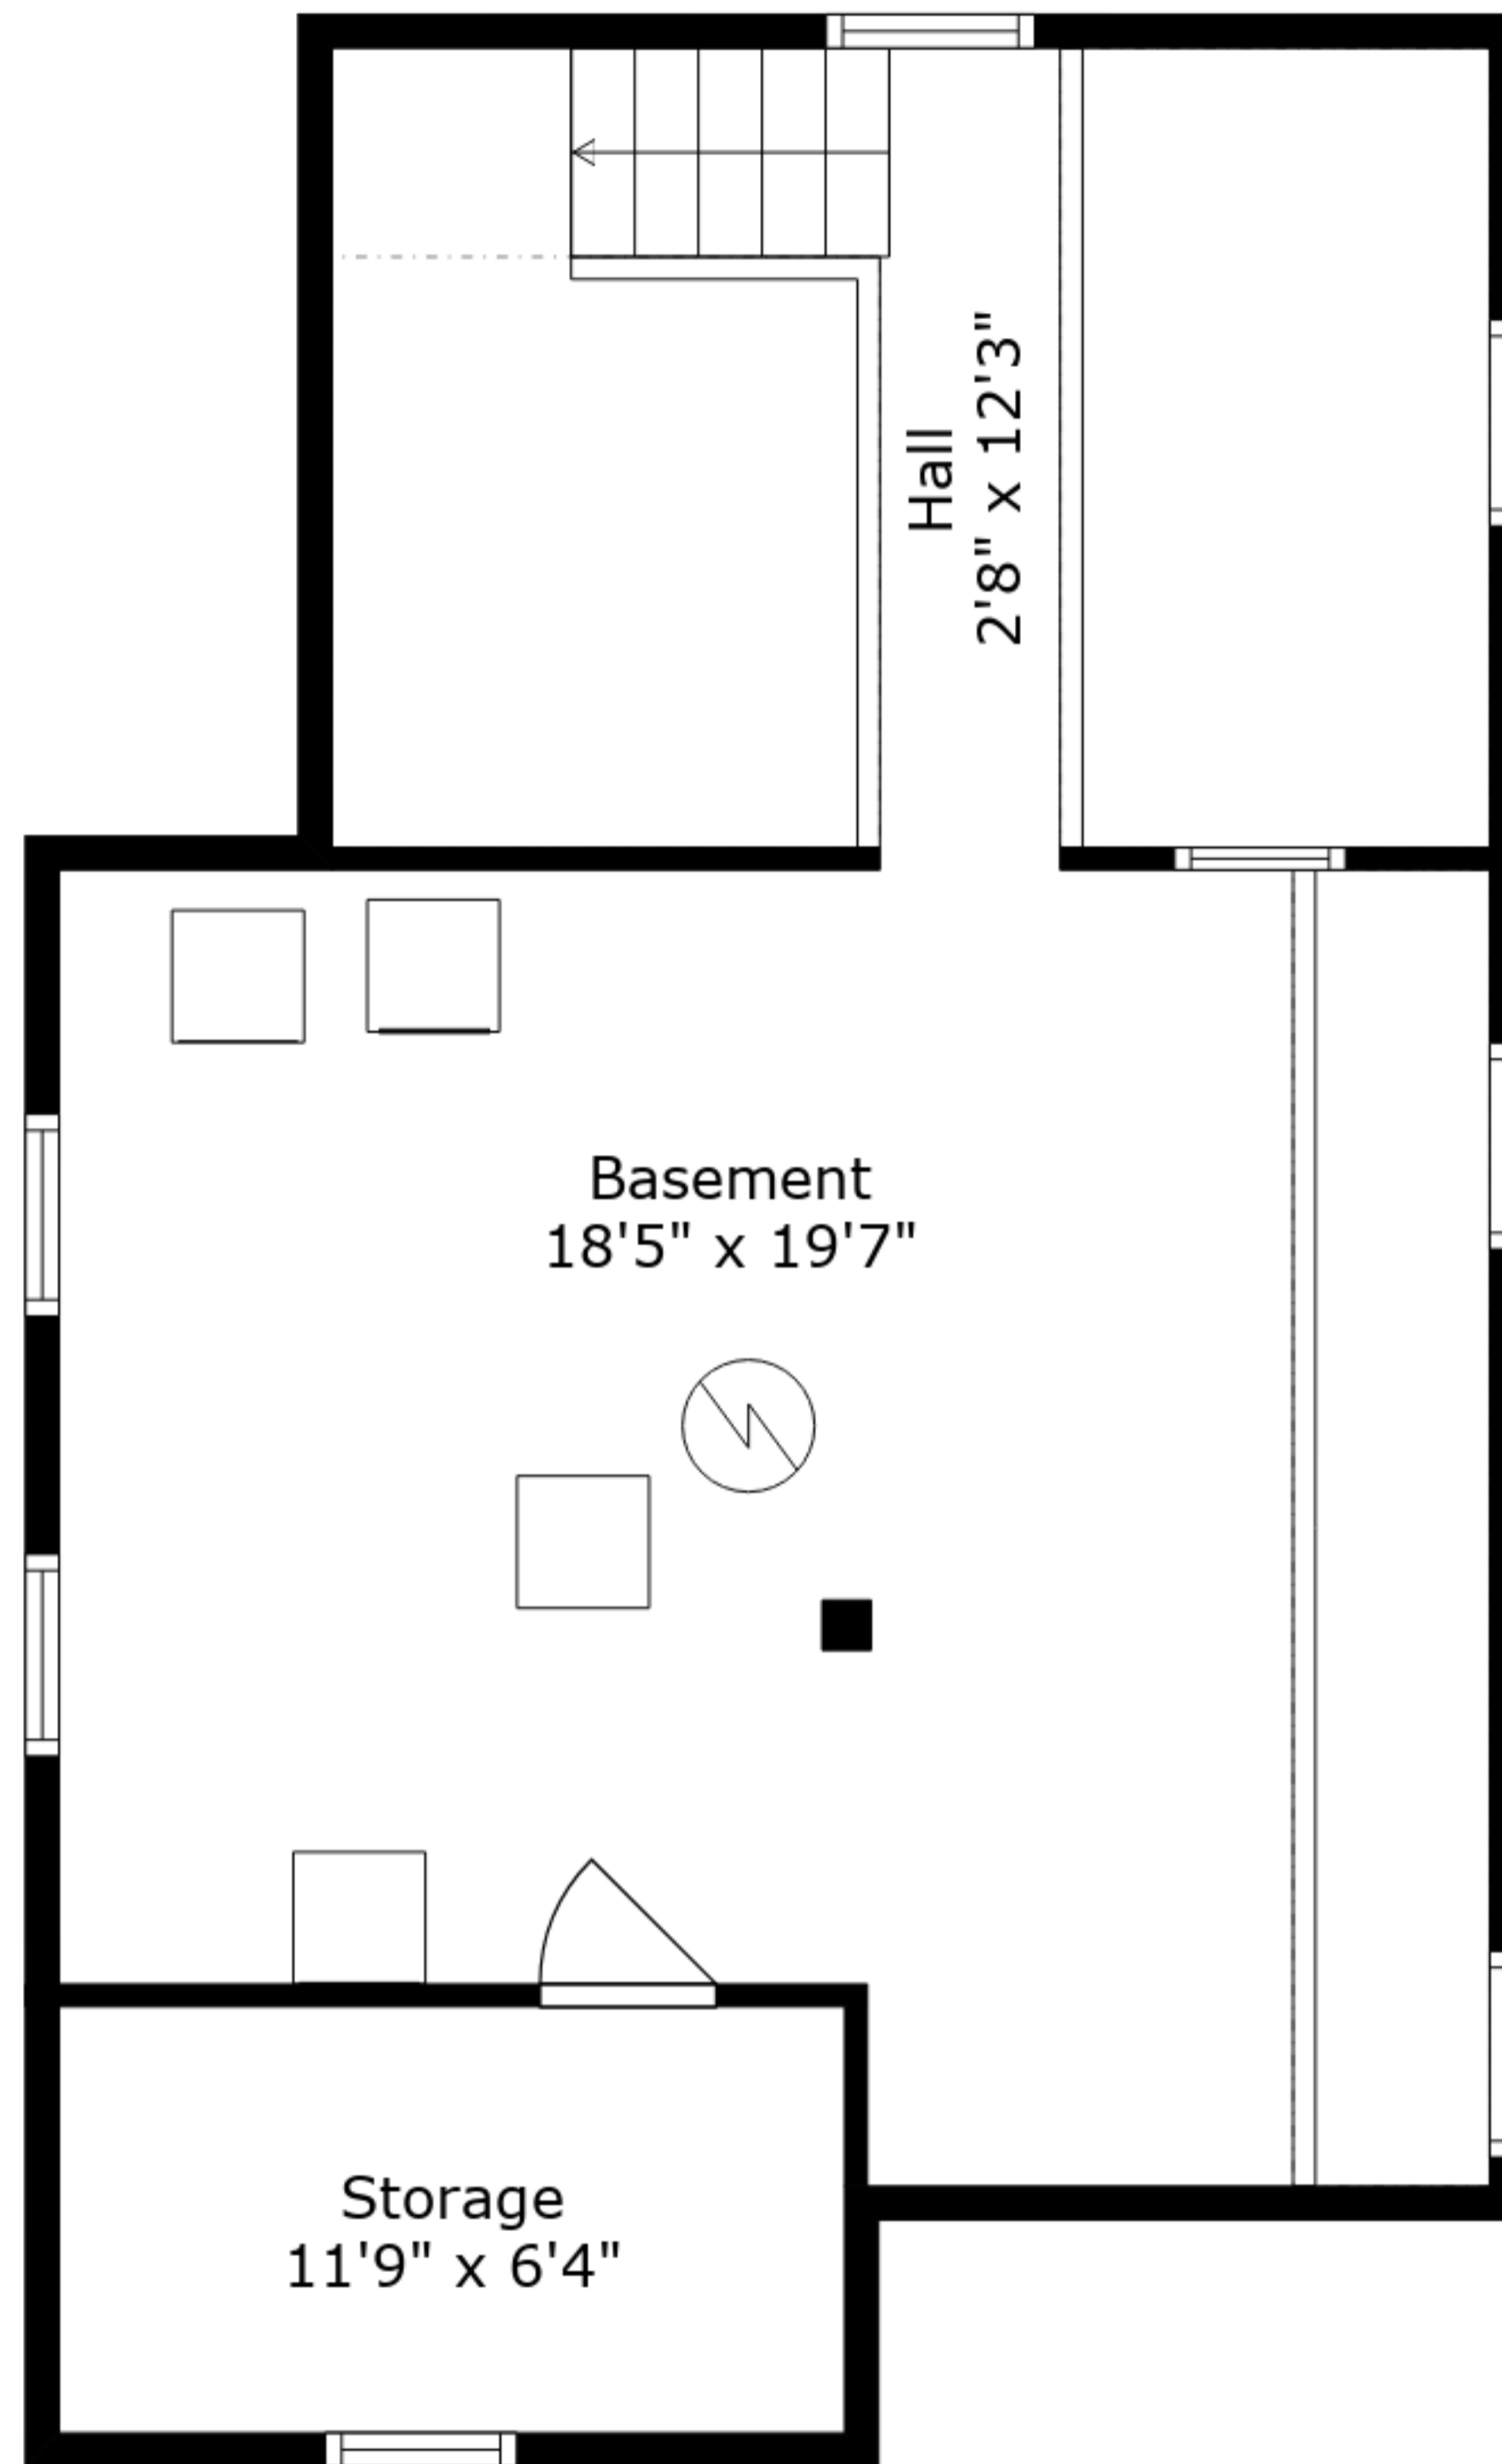 Hall
2'8" x 12'3"
Basement
18'5" x 19'7"
Storage
11'9" x 6'4"